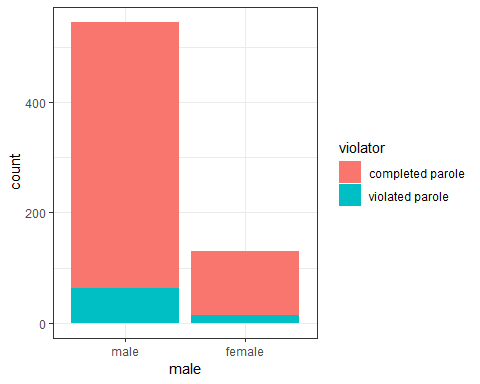 count
400
200
0
male
female
male
violator
completed parole
violated parole